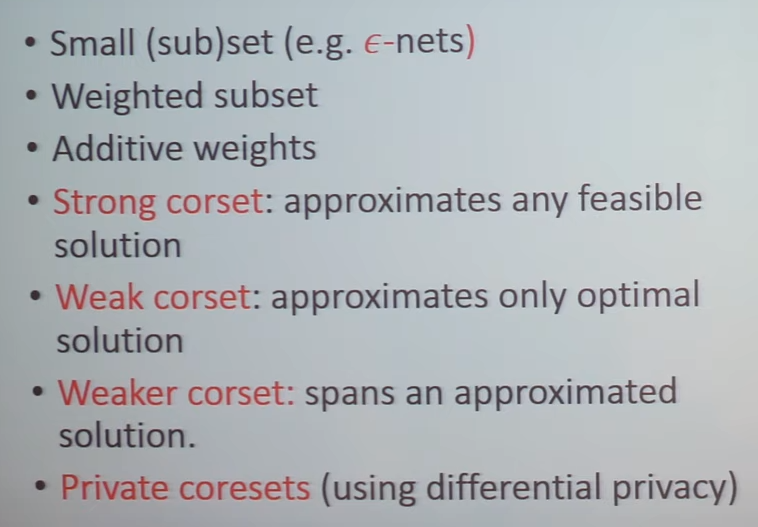 • Small (sub)set (e.g. ϵ-nets)
• Weighted subset
• Additive weights
• Strong corset: approximates any feasible
solution
• Weak corset: approximates only optimal
solution
• Weaker corset: spans an approximated
solution.
• Private coresets (using differential privacy)